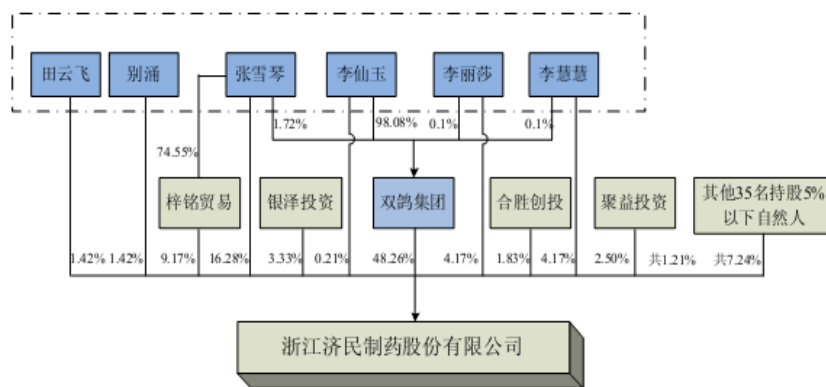 田云飞
别涌
张雪琴
李仙玉
李丽莎
李慧慧
1.72%
98.08%
0.1%
0.1%
74.55%
梓铭贸易
银泽投资
双鸽集团
合胜创投
聚益投资
其他35名持股5%
以下自然人
1.42%
1.42%
9.17%
16.28%
3.33%
0.21%
48.26%
4.17%
1.83%
4.17%
2.50%
共1.21%
共7.24%
浙江济民制药股份有限公司